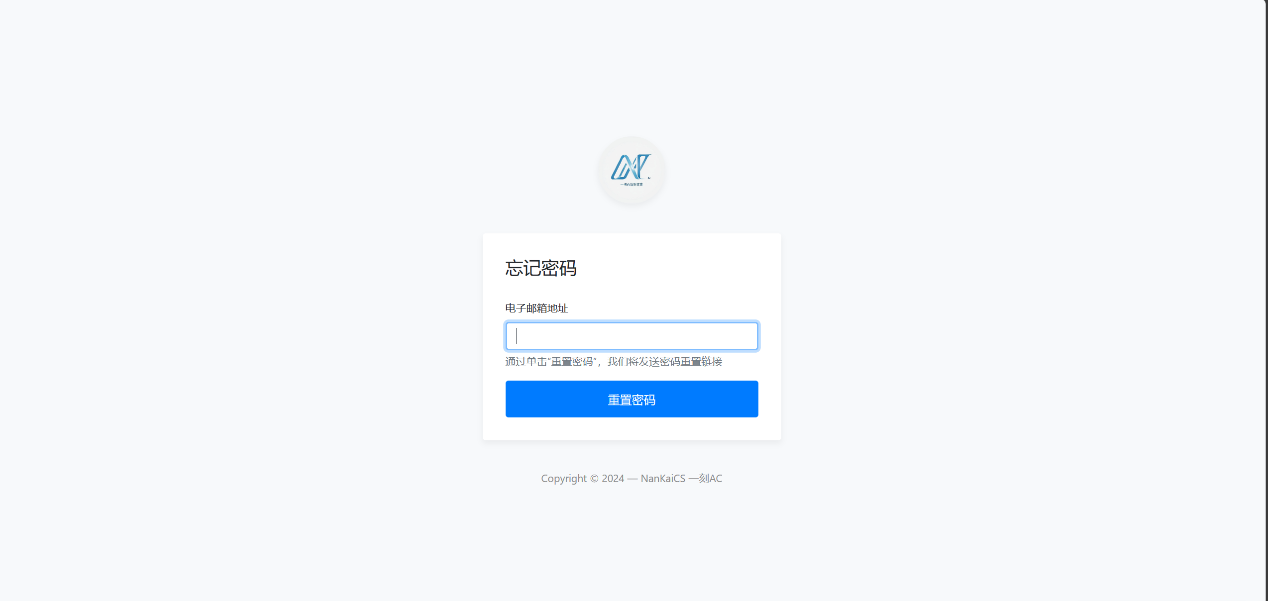 忘记密码
电子邮箱地址
通过单击"重置密码"，我们将发送密码重置链接
重置密码
Copyright © 2024 — NanKaiCS 一刻AC